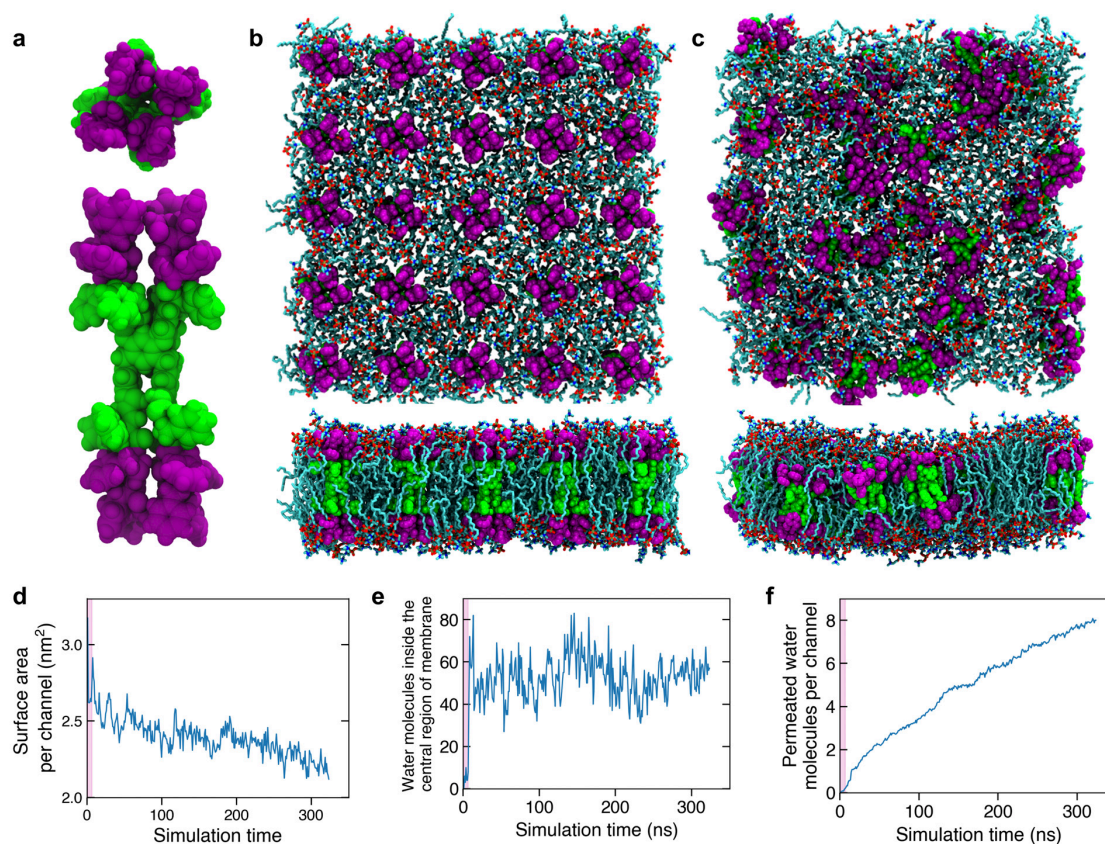 a
b
c
d
Surface area
per channel (nm²)
3.0
2.5
2.0
0
100
200
300
Simulation time
e
Water molecules inside the
central region of membrane
80
60
40
20
0
0
100
200
300
Simulation time (ns)
f
Permeated water
molecules per channel
8
6
4
2
0
0
100
200
300
Simulation time (ns)